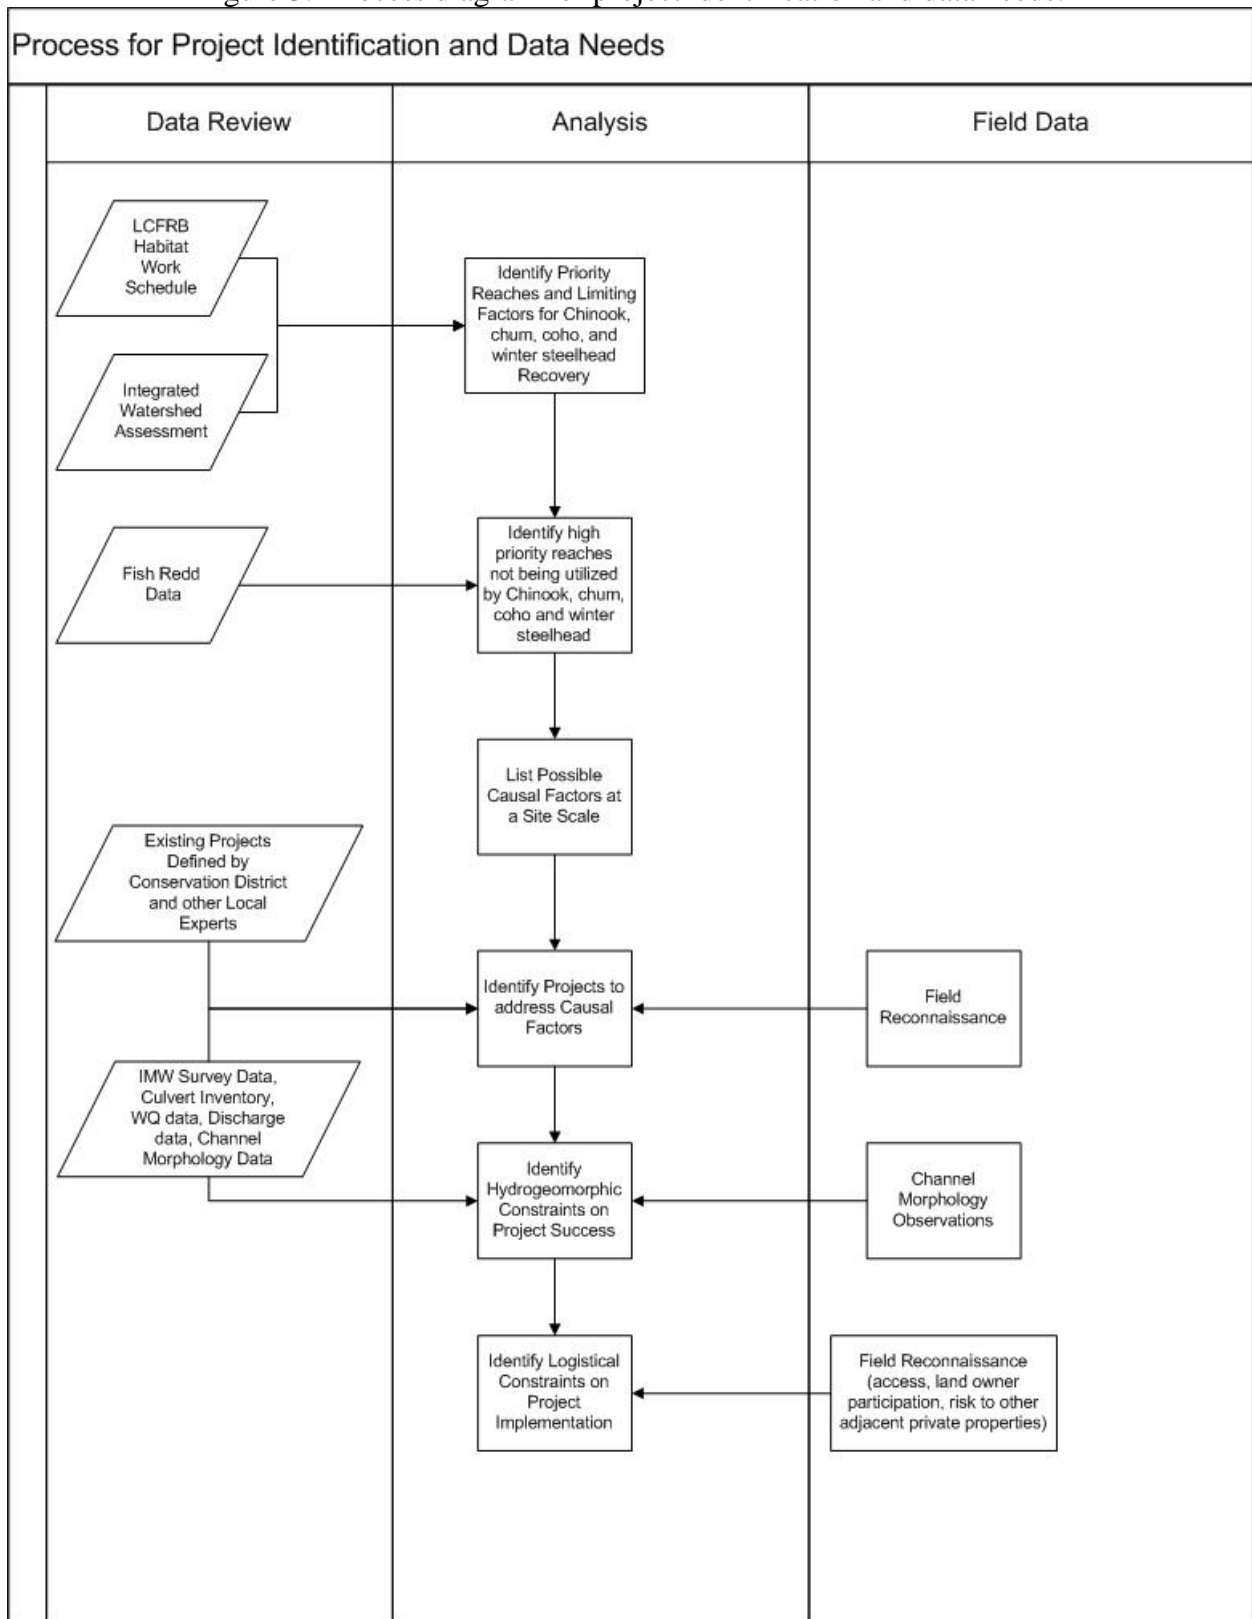 Process for Project Identification and Data Needs
Data Review
Analysis
Field Data
LCFRB
Habitat
Work
Schedule
Identify Priority
Reaches and Limiting
Factors for Chinook,
chum, coho, and
winter steelhead
Recovery
Integrated
Watershed
Assessment
Fish Redd
Data
Identify high
priority reaches
not being utilized
by Chinook, chum,
coho and winter
steelhead
List Possible
Causal Factors at
a Site Scale
Existing Projects
Defined by
Conservation District
and other Local
Experts
Identify Projects to
address Causal
Factors
Field
Reconnaissance
IMW Survey Data,
Culvert Inventory,
WQ data, Discharge
data, Channel
Morphology Data
Identify
Hydrogeomorphic
Constraints on
Project Success
Channel
Morphology
Observations
Identify Logistical
Constraints on
Project
Implementation
Field Reconnaissance
(access, land owner
participation, risk to other
adjacent private properties)